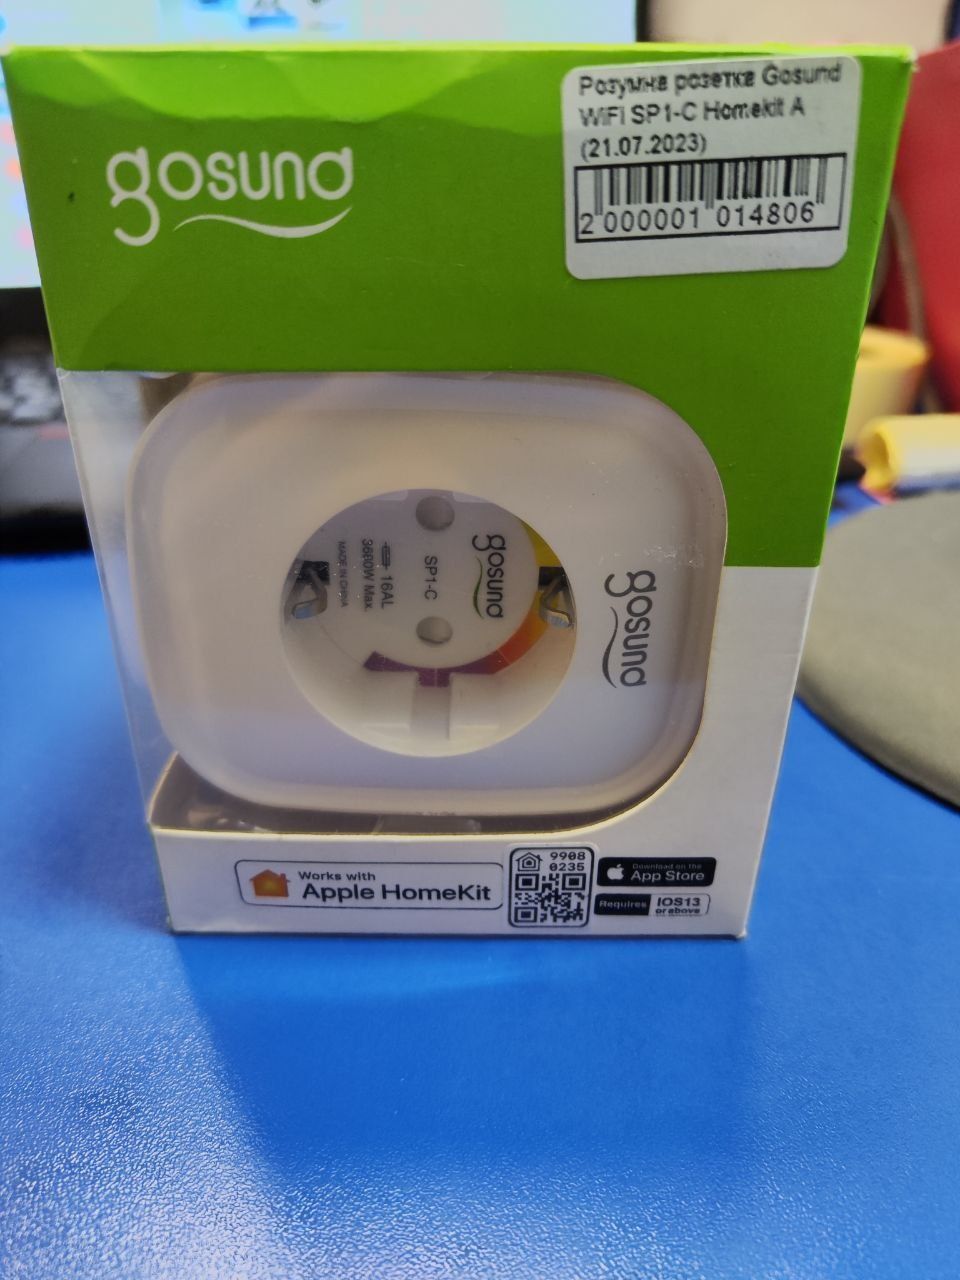 gosund
Розумна розетка Gosund
WiFi SP1-C Homekit A
(21.07.2023)
2 000001 014806
gosund
SP1-C
16AL
3680W Max.
MADE IN CHINA
gosund
Works with
Apple HomeKit
9908
0235
Download on the
App Store
Requires
IOS13
or above